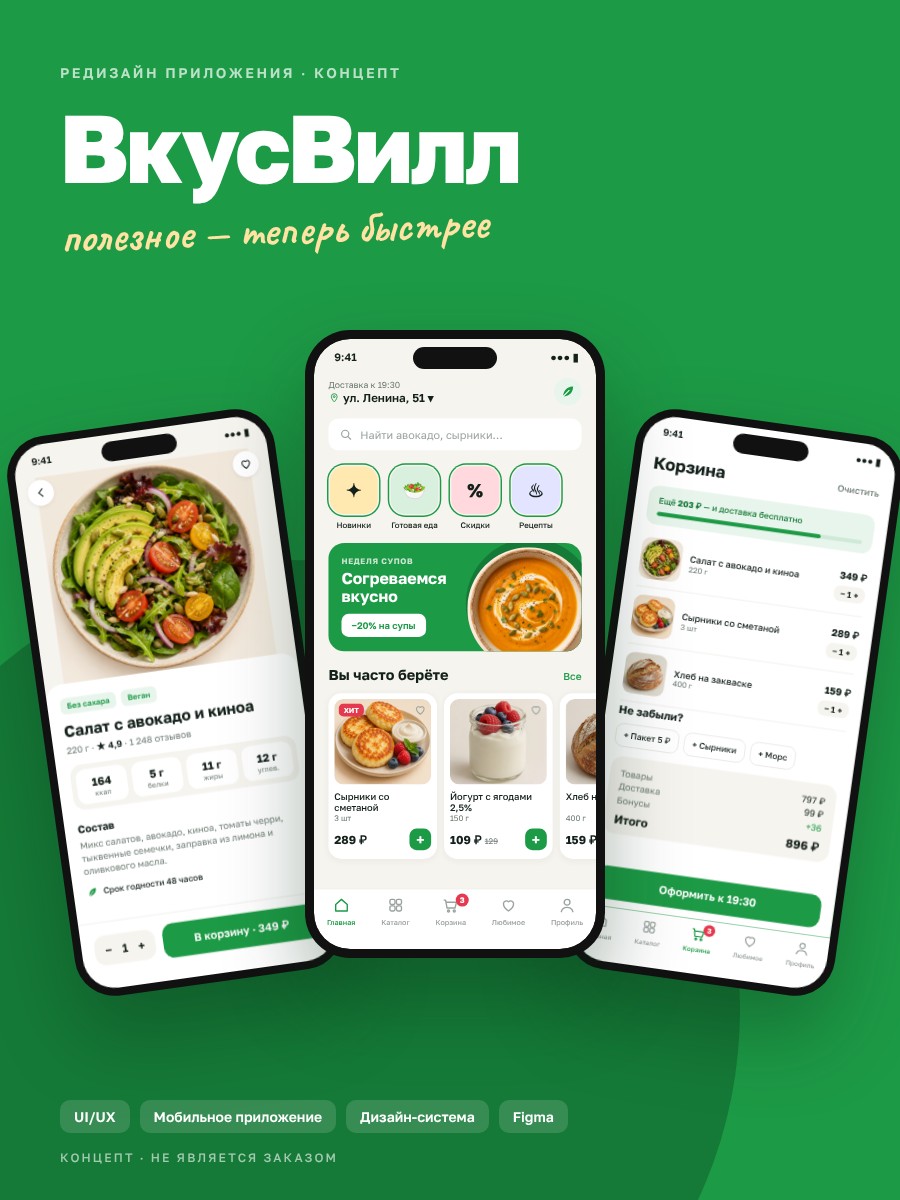 РЕДИЗАЙН ПРИЛОЖЕНИЯ · КОНЦЕПТ
ВкусВилл
полезное — теперь быстрее
9:41
Без сахара
Веган
Салат с авокадо и киноа
220 г · ★ 4,9 · 1 248 отзывов
164
ккал
5 г
белки
11 г
жиры
12 г
углев.
Состав
Микс салатов, авокадо, киноа, томаты черри,
тыквенные семечки, заправка из лимона и
оливкового масла.
Срок годности 48 часов
− 1 +
В корзину · 349 ₽
9:41
Доставка к 19:30
ул. Ленина, 51 ▾
Найти авокадо, сырники...
Новинки
Готовая еда
%
Скидки
Рецепты
НЕДЕЛЯ СУПОВ
Согреваемся
вкусно
−20% на супы
Вы часто берёте
Все
ХИТ
Сырники со
сметаной
3 шт
289 ₽
+
Йогурт с ягодами
2,5%
150 г
109 ₽ 129
+
Хлеб н
400 г
159 ₽
Главная
Каталог
3
Корзина
Любимое
Профиль
9:41
Корзина
Очистить
Ещё 203 ₽ — и доставка бесплатно
Салат с авокадо и киноа
220 г
349 ₽
− 1 +
Сырники со сметаной
3 шт
289 ₽
− 1 +
Хлеб на закваске
400 г
159 ₽
− 1 +
Не забыли?
+ Пакет 5 ₽
+ Сырники
+ Морс
Товары
797 ₽
Доставка
99 ₽
Бонусы
+36
Итого
896 ₽
Оформить к 19:30
Каталог
3
Корзина
Любимое
Профиль
UI/UX
Мобильное приложение
Дизайн-система
Figma
КОНЦЕПТ · НЕ ЯВЛЯЕТСЯ ЗАКАЗОМ